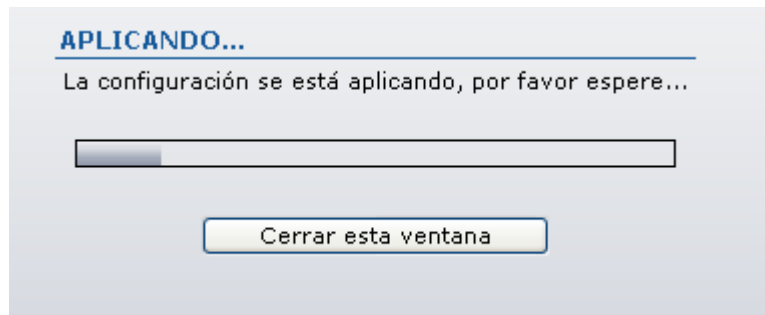 APLICANDO...
La configuración se está aplicando, por favor espere...
Cerrar esta ventana